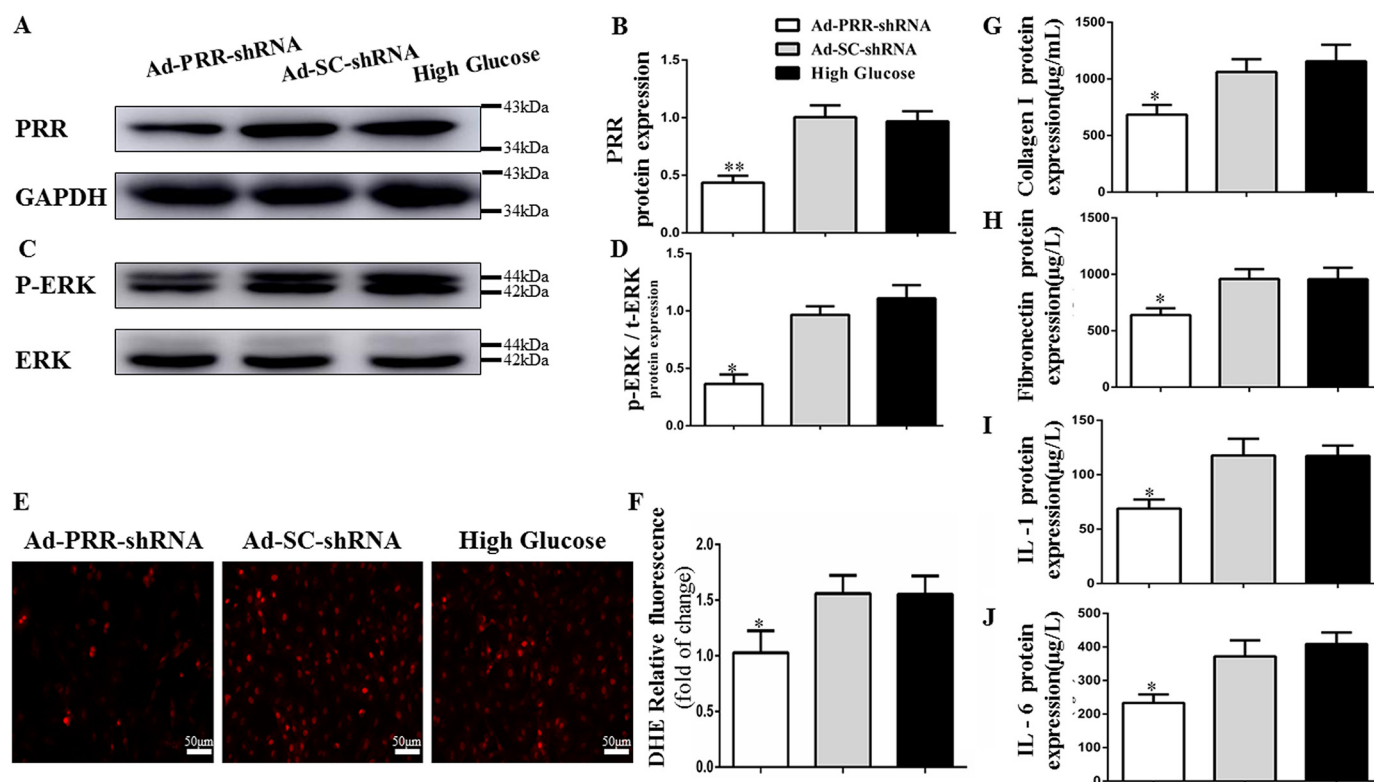 A
Ad-PRR-shRNA
Ad-SC-shRNA
High Glucose
PRR
43kDa
34kDa
GAPDH
43kDa
34kDa
C
P-ERK
44kDa
42kDa
ERK
44kDa
42kDa
B
Ad-PRR-shRNA
Ad-SC-shRNA
High Glucose
PRR
protein expression
1.5
1.0
0.5
0.0
**
D
p-ERK / t-ERK
protein expression
1.5
1.0
0.5
0.0
*
E
Ad-PRR-shRNA
Ad-SC-shRNA
High Glucose
50μm
50μm
50μm
F
DHE Relative fluorescence
(fold of change)
2.0
1.5
1.0
0.5
0.0
*
G
Collagen I protein
expression(μg/mL)
1500
1000
500
0
*
H
Fibronectin protein
expression(μg/L)
1500
1000
500
0
*
I
IL -1 protein
expression(μg/L)
150
100
50
0
*
J
IL - 6 protein
expression(μg/L)
500
400
300
200
100
0
*